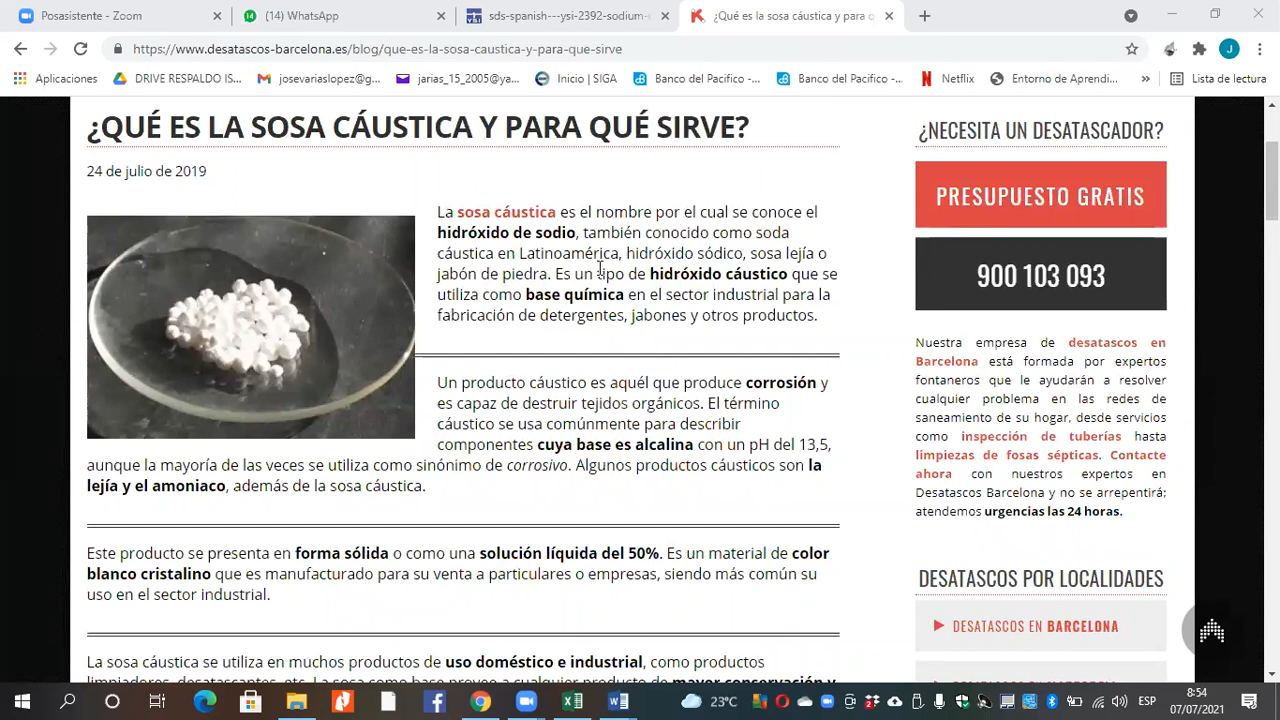 Posasistente - Zoom
(14) WhatsApp
sds-spanish---ysi-2392-sodium-
¿Qué es la sosa cáustica y para q
https://www.desatascos-barcelona.es/blog/que-es-la-sosa-caustica-y-para-que-sirve
Aplicaciones
DRIVE RESPALDO IS...
josevariaslopez@g...
jarias_15_2005@ya...
Inicio | SIGA
Banco del Pacífico -...
Banco del Pacífico -...
Netflix
Entorno de Aprendi...
»
Lista de lectura
¿QUÉ ES LA SOSA CÁUSTICA Y PARA QUÉ SIRVE?
24 de julio de 2019
La sosa cáustica es el nombre por el cual se conoce el
hidróxido de sodio, también conocido como soda
cáustica en Latinoamérica, hidróxido sódico, sosa lejía o
jabón de piedra. Es un tipo de hidróxido cáustico que se
utiliza como base química en el sector industrial para la
fabricación de detergentes, jabones y otros productos.
Un producto cáustico es aquél que produce corrosión y
es capaz de destruir tejidos orgánicos. El término
cáustico se usa comúnmente para describir
componentes cuya base es alcalina con un pH del 13,5,
aunque la mayoría de las veces se utiliza como sinónimo de corrosivo. Algunos productos cáusticos son la
lejía y el amoniaco, además de la sosa cáustica.
Este producto se presenta en forma sólida o como una solución líquida del 50%. Es un material de color
blanco cristalino que es manufacturado para su venta a particulares o empresas, siendo más común su
uso en el sector industrial.
La sosa cáustica se utiliza en muchos productos de uso doméstico e industrial, como productos
limpiadores, desatascantes, etc. La sosa como base provee a cualquier producto de mayor conservación y
¿NECESITA UN DESATASCADOR?
PRESUPUESTO GRATIS
900 103 093
Nuestra empresa de desatascos en
Barcelona está formada por expertos
fontaneros que le ayudarán a resolver
cualquier problema en las redes de
saneamiento de su hogar, desde servicios
como inspección de tuberías hasta
limpiezas de fosas sépticas. Contacte
ahora con nuestros expertos en
Desatascos Barcelona y no se arrepentirá;
atendemos urgencias las 24 horas.
DESATASCOS POR LOCALIDADES
DESATASCOS EN BARCELONA
23°C
ESP
8:54
07/07/2021